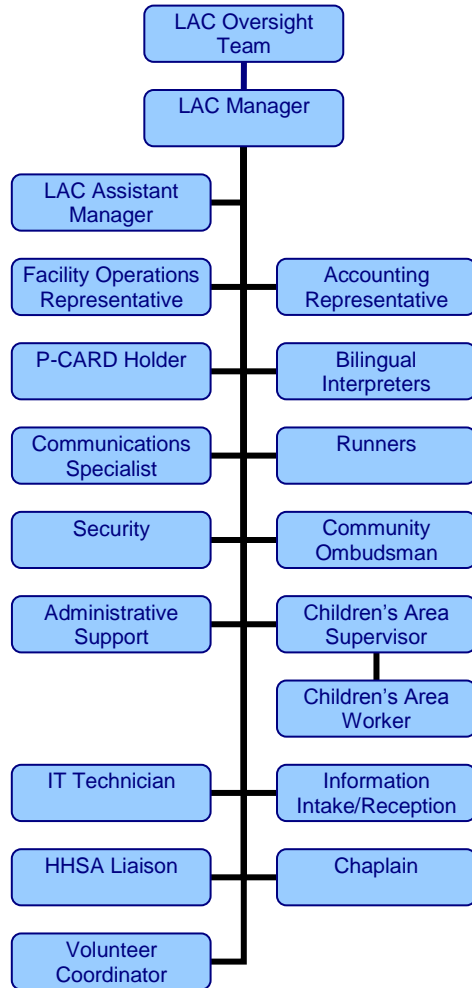 LAC Oversight
Team
LAC Manager
LAC Assistant
Manager
Facility Operations
Representative
Accounting
Representative
P-CARD Holder
Bilingual
Interpreters
Communications
Specialist
Runners
Security
Community
Ombudsman
Administrative
Support
Children’s Area
Supervisor
Children’s Area
Worker
IT Technician
Information
Intake/Reception
HHSA Liaison
Chaplain
Volunteer
Coordinator